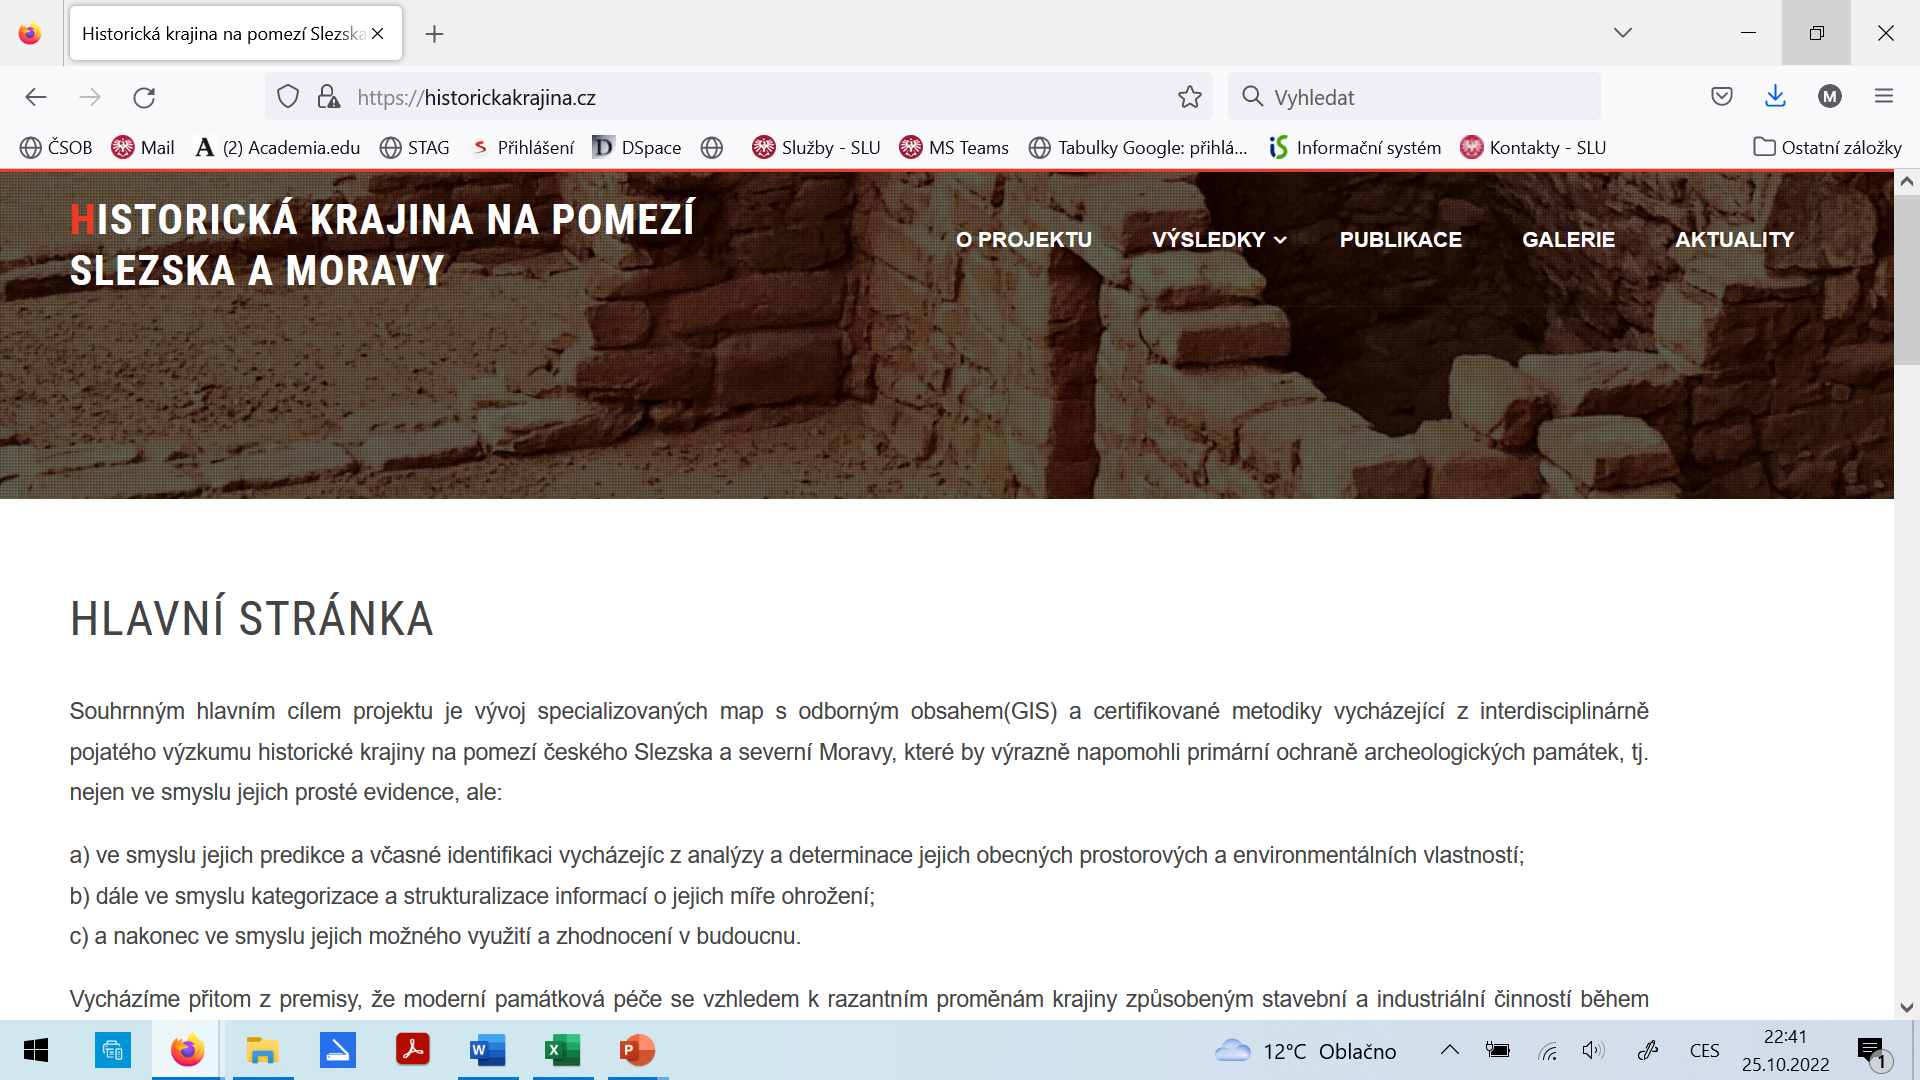 Historická krajina na pomezí Slezska
https://historickakrajina.cz
Vyhledat
M
ČSOB
Mail
(2) Academia.edu
STAG
Přihlášení
DSpace
Služby - SLU
MS Teams
Tabulky Google: přihlá...
Informační systém
Kontakty - SLU
Ostatní záložky
HISTORICKÁ KRAJINA NA POMEZÍ
SLEZSKA A MORAVY
O PROJEKTU
VÝSLEDKY
PUBLIKACE
GALERIE
AKTUALITY
HLAVNÍ STRÁNKA
Souhrnným hlavním cílem projektu je vývoj specializovaných map s odborným obsahem(GIS) a certifikované metodiky vycházející z interdisciplinárně
pojatého výzkumu historické krajiny na pomezí českého Slezska a severní Moravy, které by výrazně napomohli primární ochraně archeologických památek, tj.
nejen ve smyslu jejich prosté evidence, ale:
a) ve smyslu jejich predikce a včasné identifikaci vycházejíc z analýzy a determinace jejich obecných prostorových a environmentálních vlastností;
b) dále ve smyslu kategorizace a strukturalizace informací o jejich míře ohrožení;
c) a nakonec ve smyslu jejich možného využití a zhodnocení v budoucnu.
Vycházíme přitom z premisy, že moderní památková péče se vzhledem k razantním proměnám krajiny způsobeným stavební a industriální činností během
12°C Oblačno
CES
22:41
25.10.2022
1